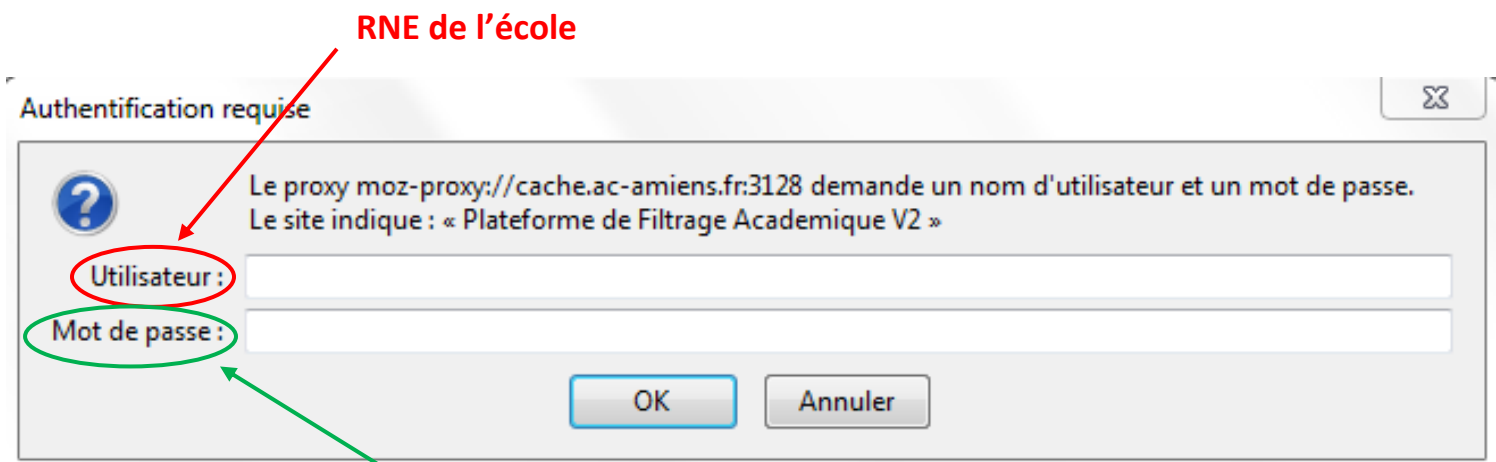 RNE de l’école
Authentification requise
Le proxy moz-proxy://cache.ac-amiens.fr:3128 demande un nom d'utilisateur et un mot de passe.
Le site indique : « Plateforme de Filtrage Academique V2 »
Utilisateur :
Mot de passe :
OK Annuler